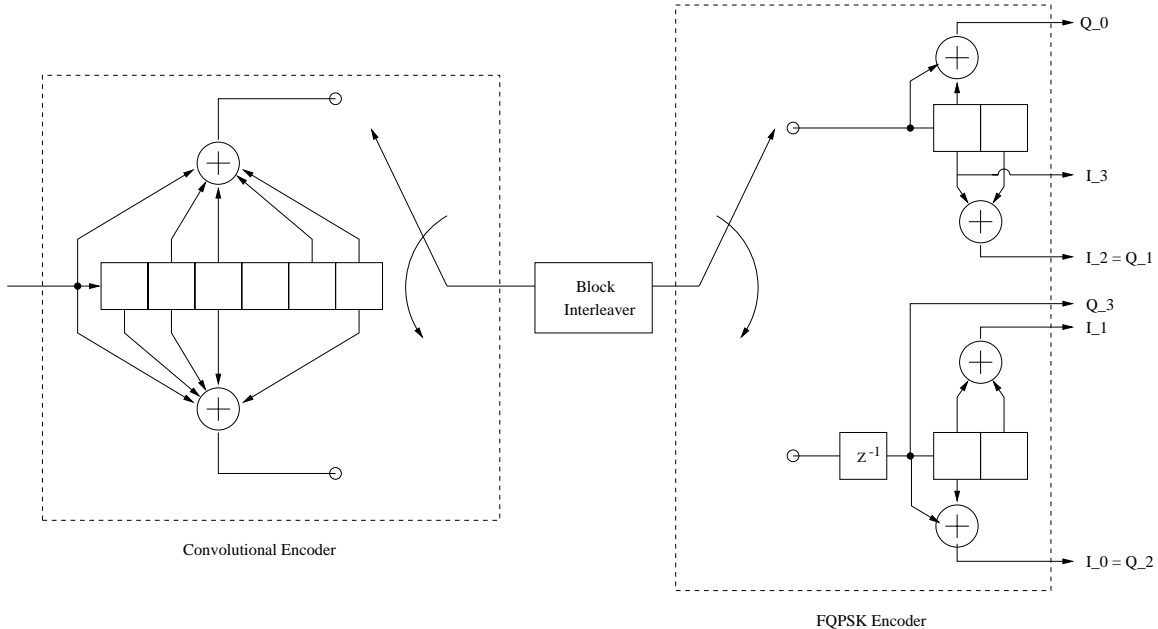 Q_0
I_3
I_2 = Q_1
Block
Interleaver
Q_3
I_1
Z^-1
I_0 = Q_2
Convolutional Encoder
FQPSK Encoder